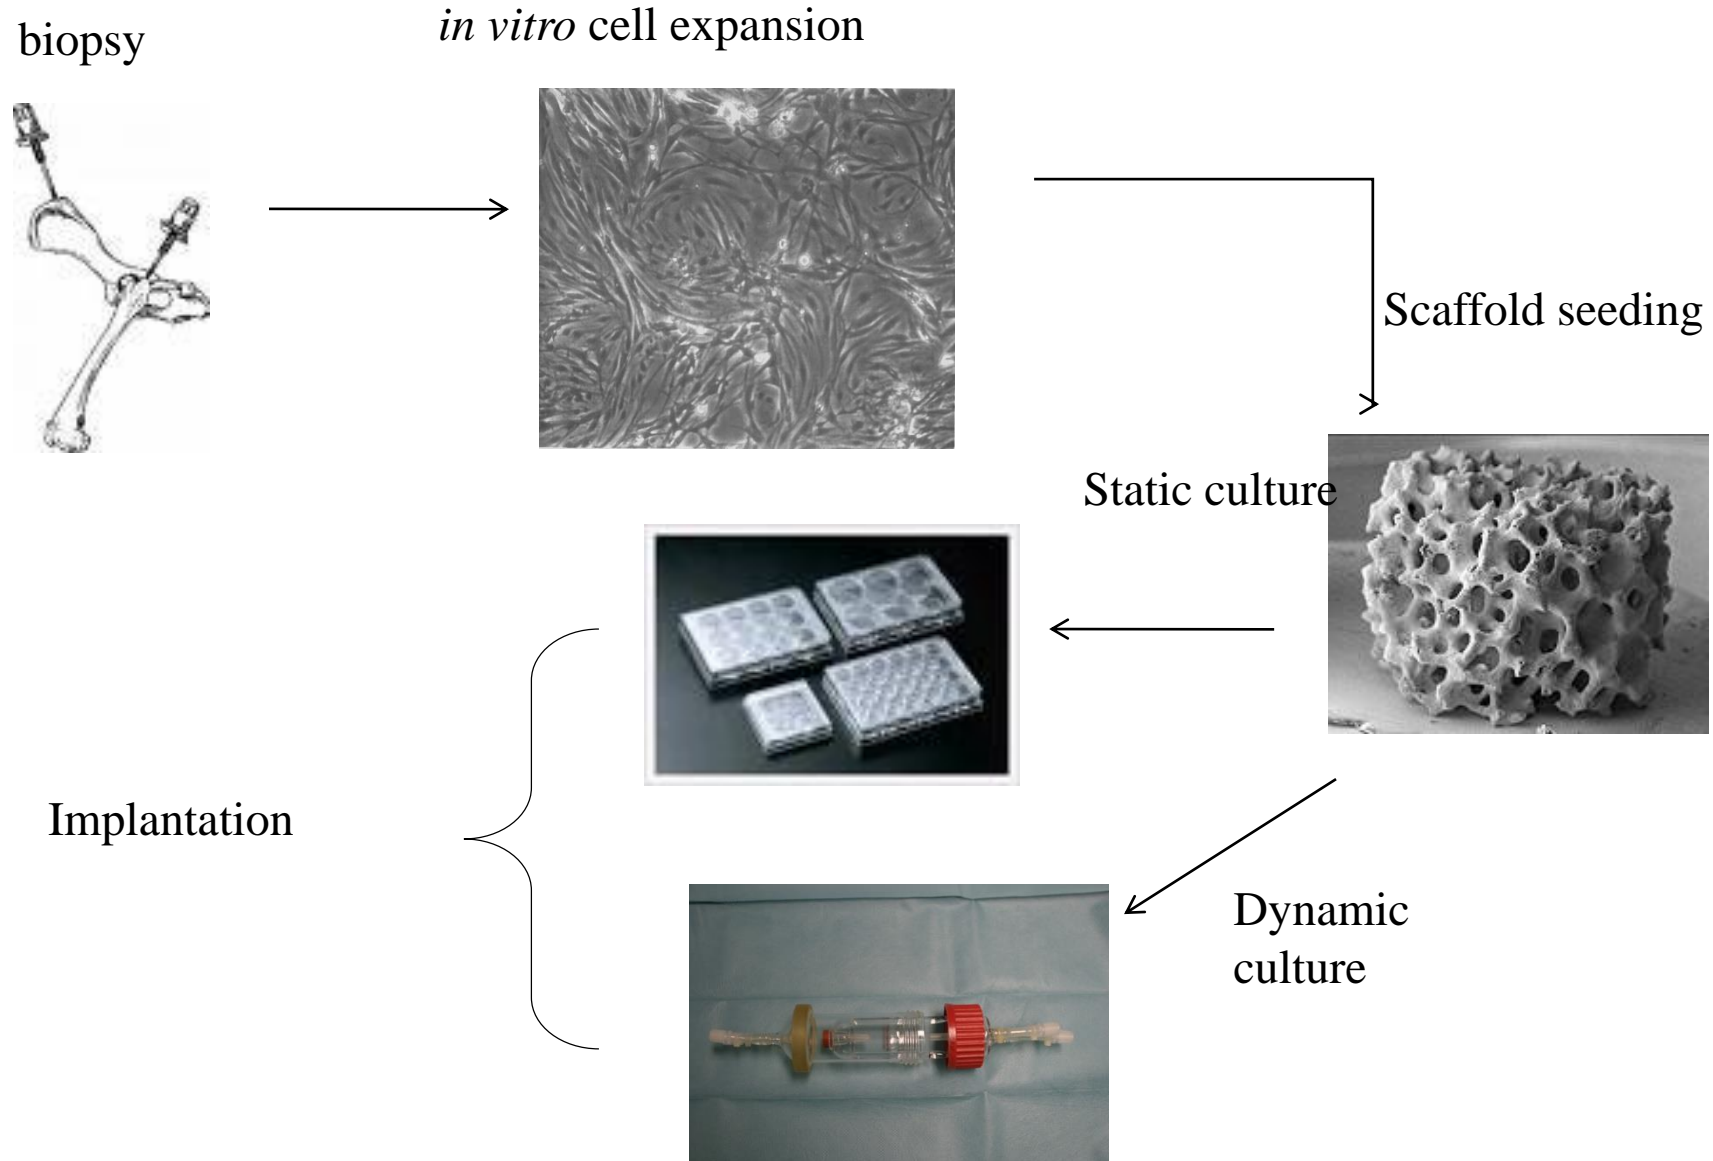 biopsy
in vitro cell expansion
Scaffold seeding
Static culture
Implantation
Dynamic
culture